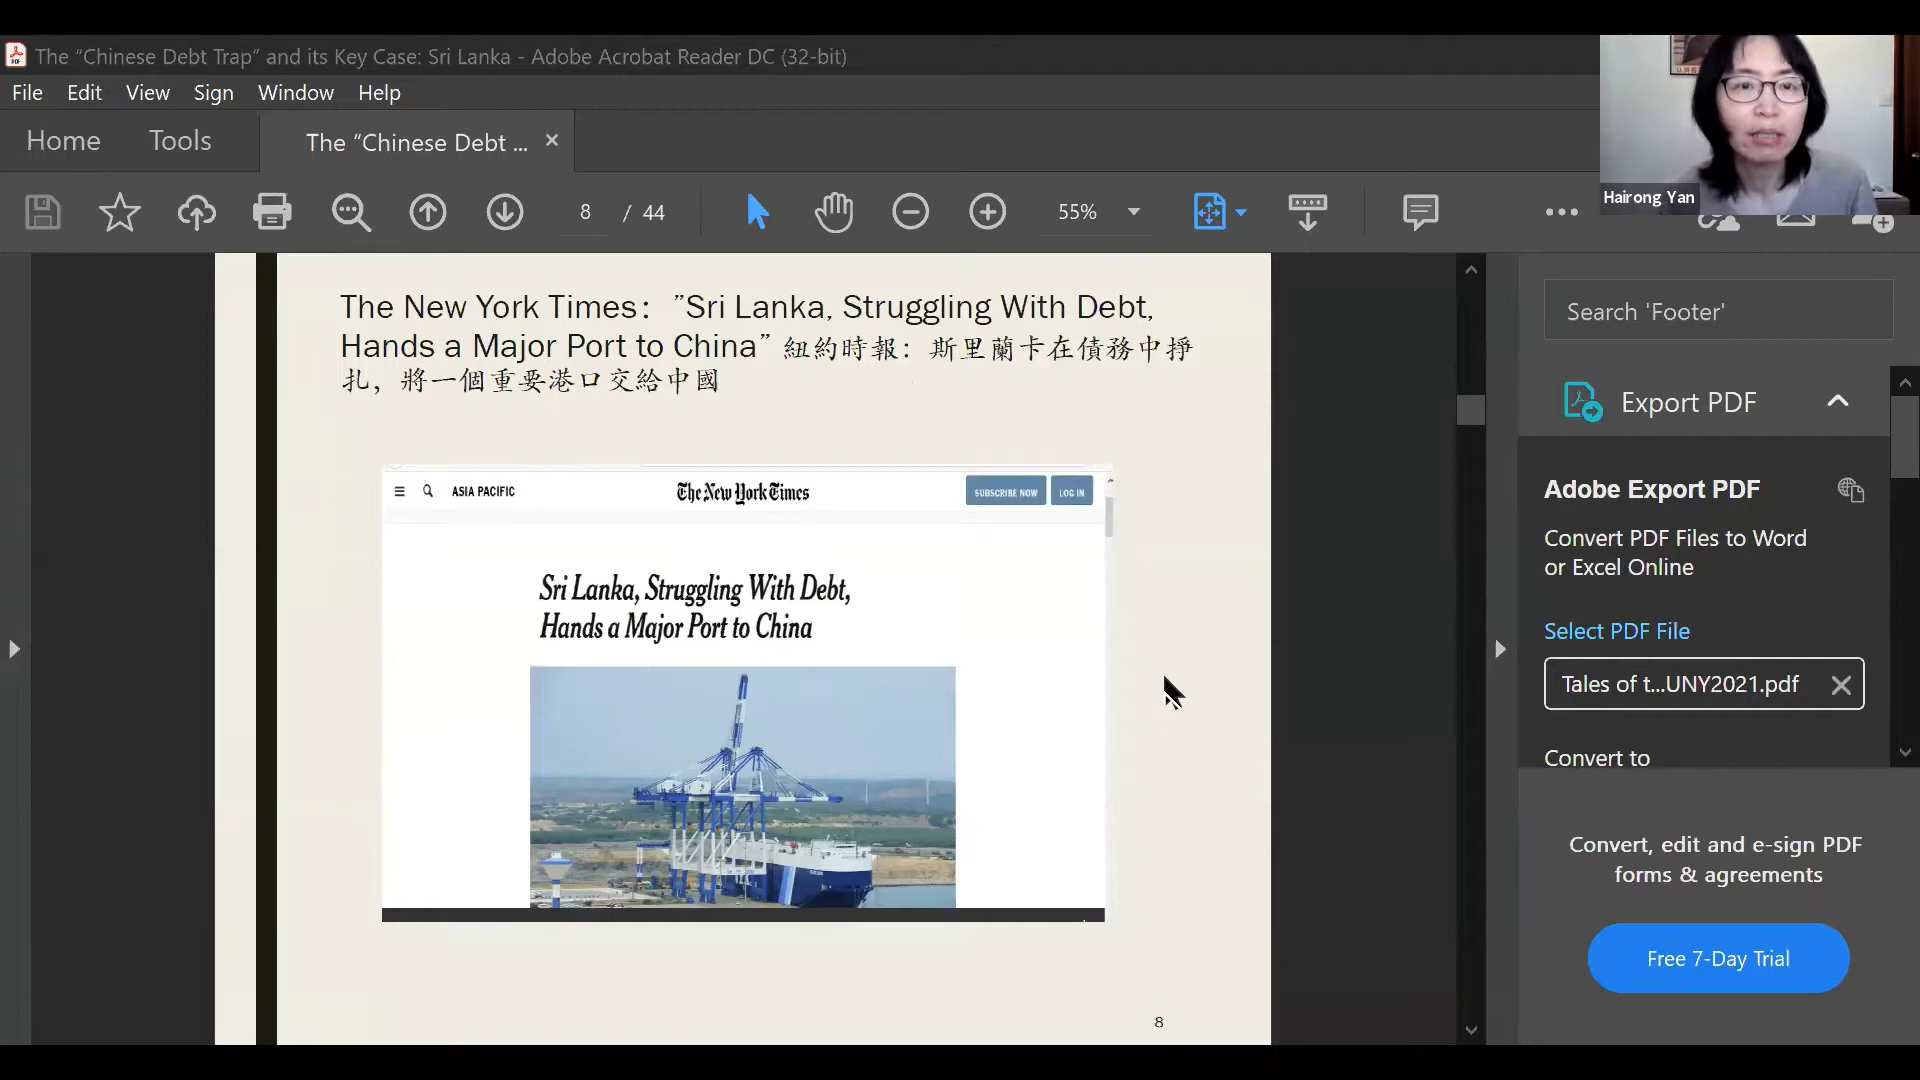 The “Chinese Debt Trap” and its Key Case: Sri Lanka - Adobe Acrobat Reader DC (32-bit)
File Edit View Sign Window Help
Home Tools The “Chinese Debt ...
8 / 44 55%
Hairong Yan
The New York Times： ”Sri Lanka, Struggling With Debt,
Hands a Major Port to China” 紐約時報：斯里蘭卡在債務中掙
扎，將一個重要港口交給中國
ASIA PACIFIC The New York Times SUBSCRIBE NOW LOG IN
Sri Lanka, Struggling With Debt,
Hands a Major Port to China
8
Search 'Footer'
Export PDF
Adobe Export PDF
Convert PDF Files to Word
or Excel Online
Select PDF File
Tales of t...UNY2021.pdf
Convert to
Convert, edit and e-sign PDF
forms & agreements
Free 7-Day Trial